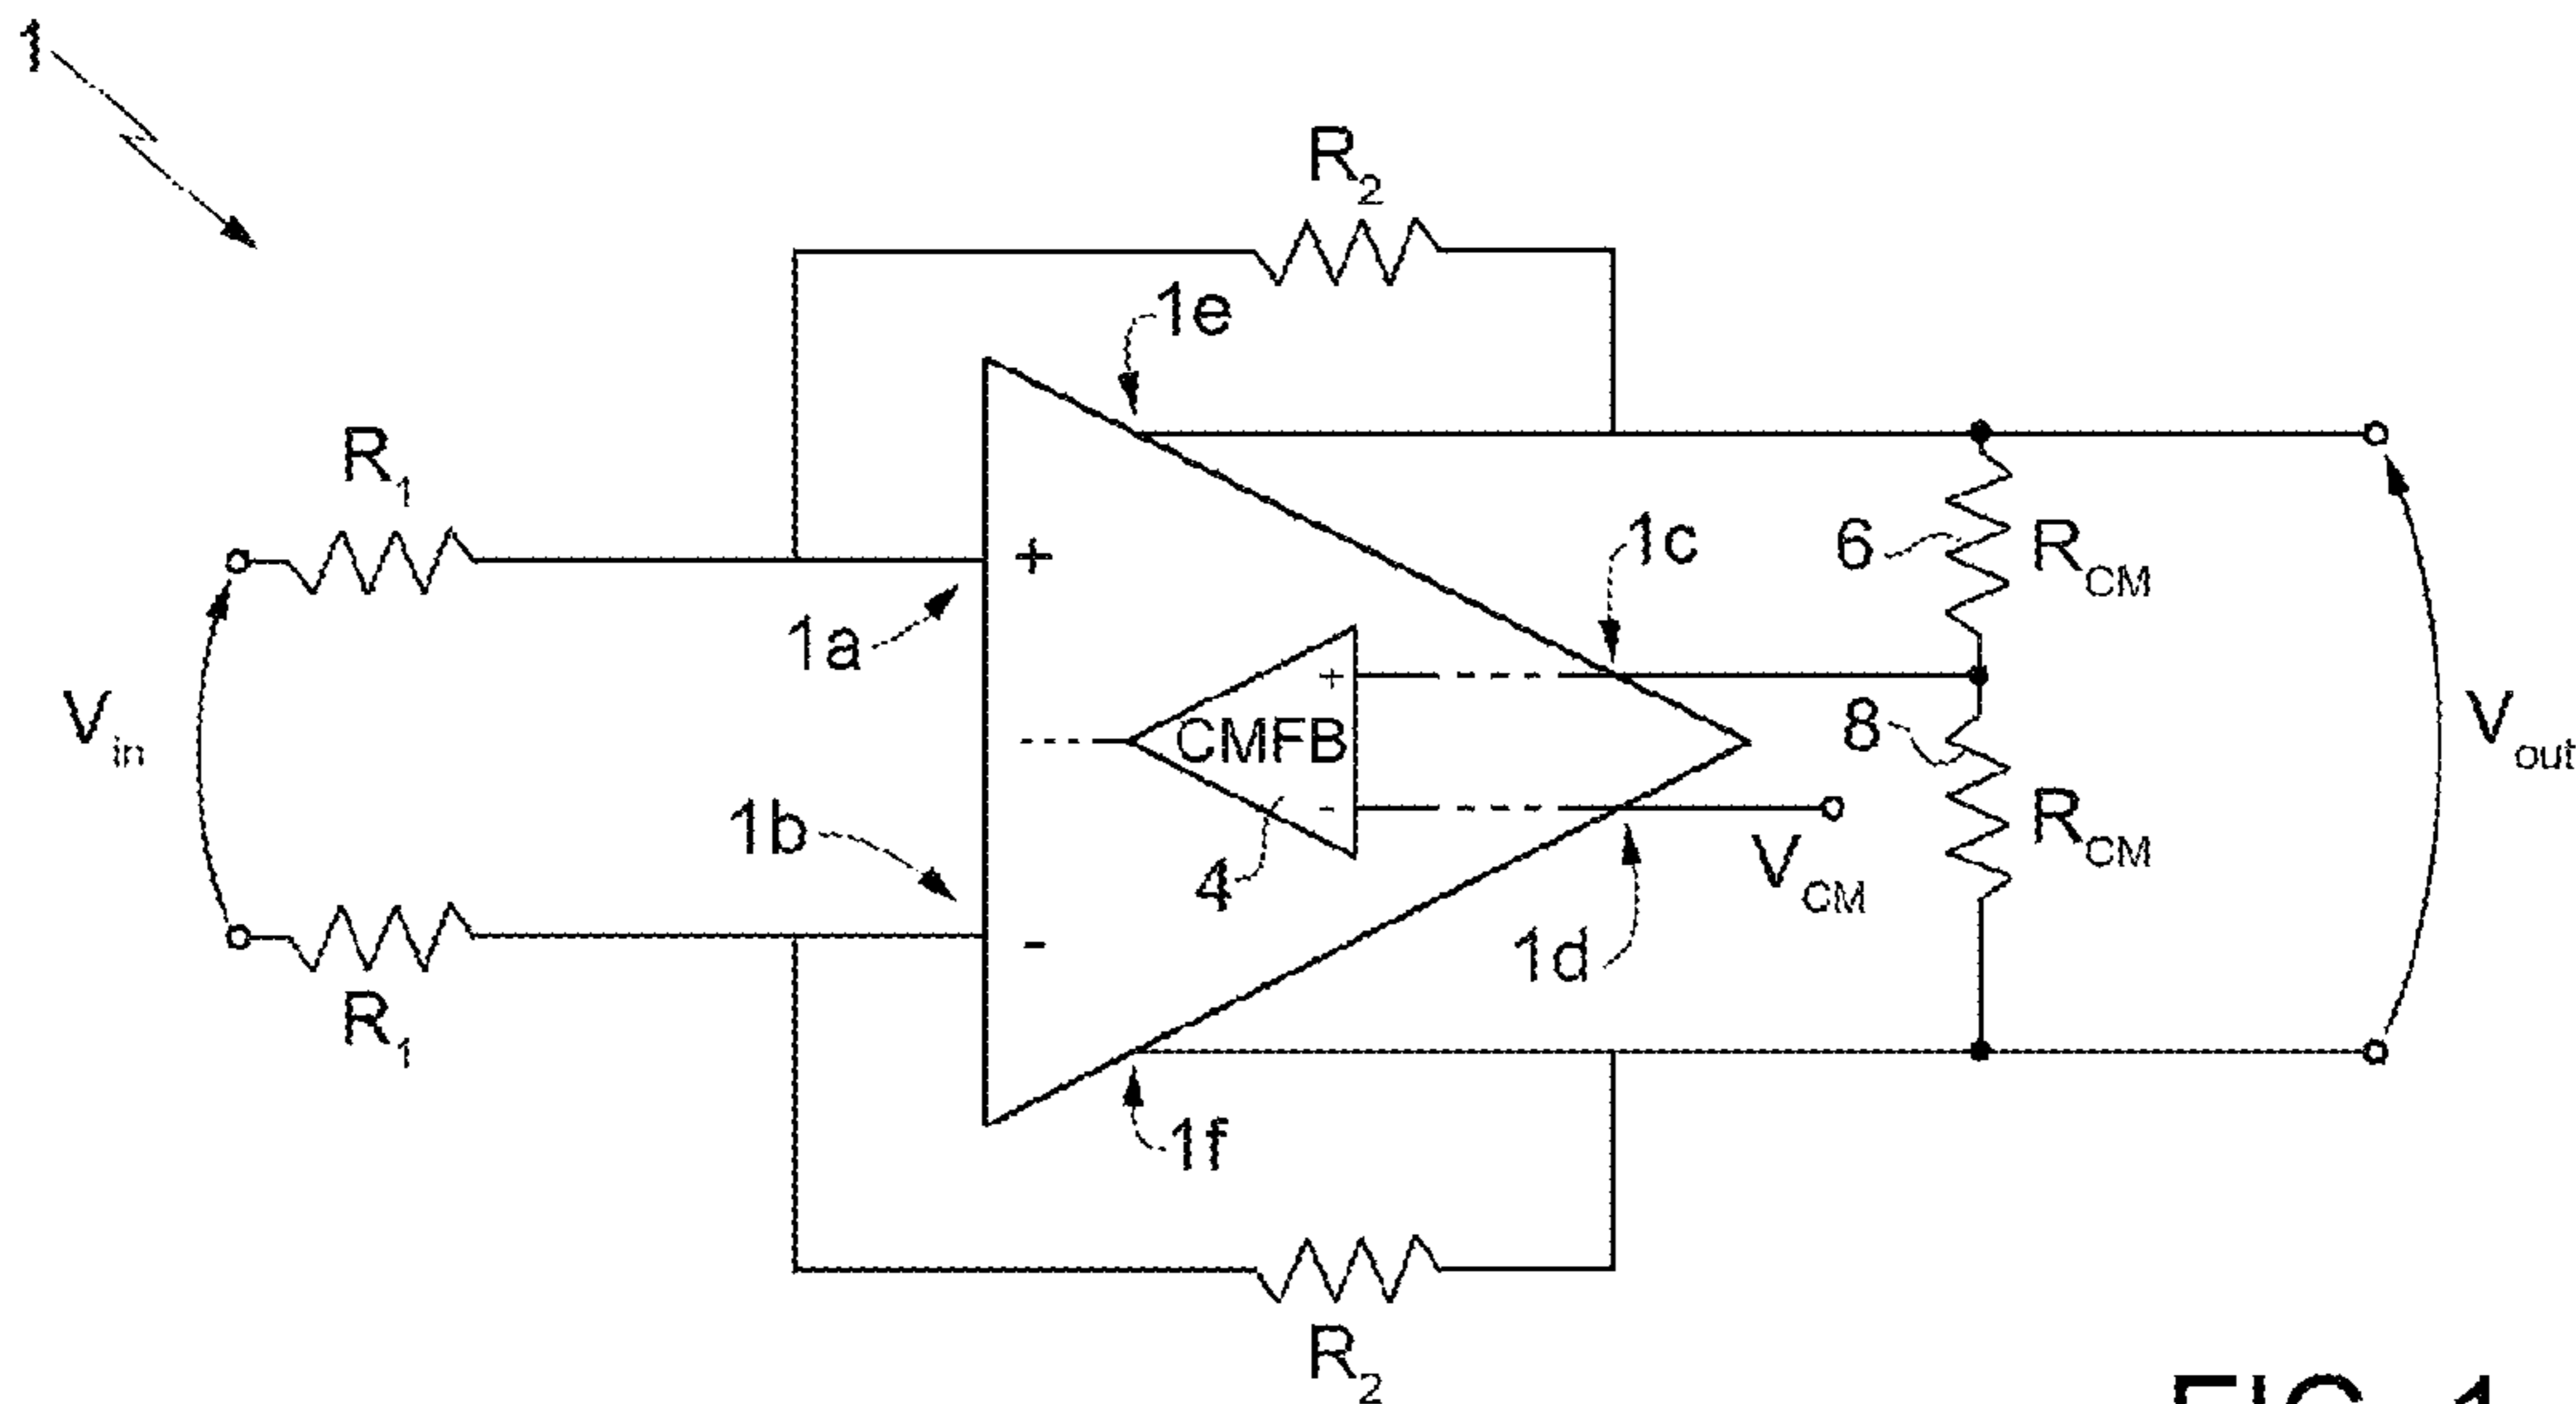 1
R2
1e
R1
1c
6
RCM
+
1a
+
Vin
CMFB
8
Vout
1b
-
RCM
4
VCM
-
1d
R1
1f
R2
FIG. 1